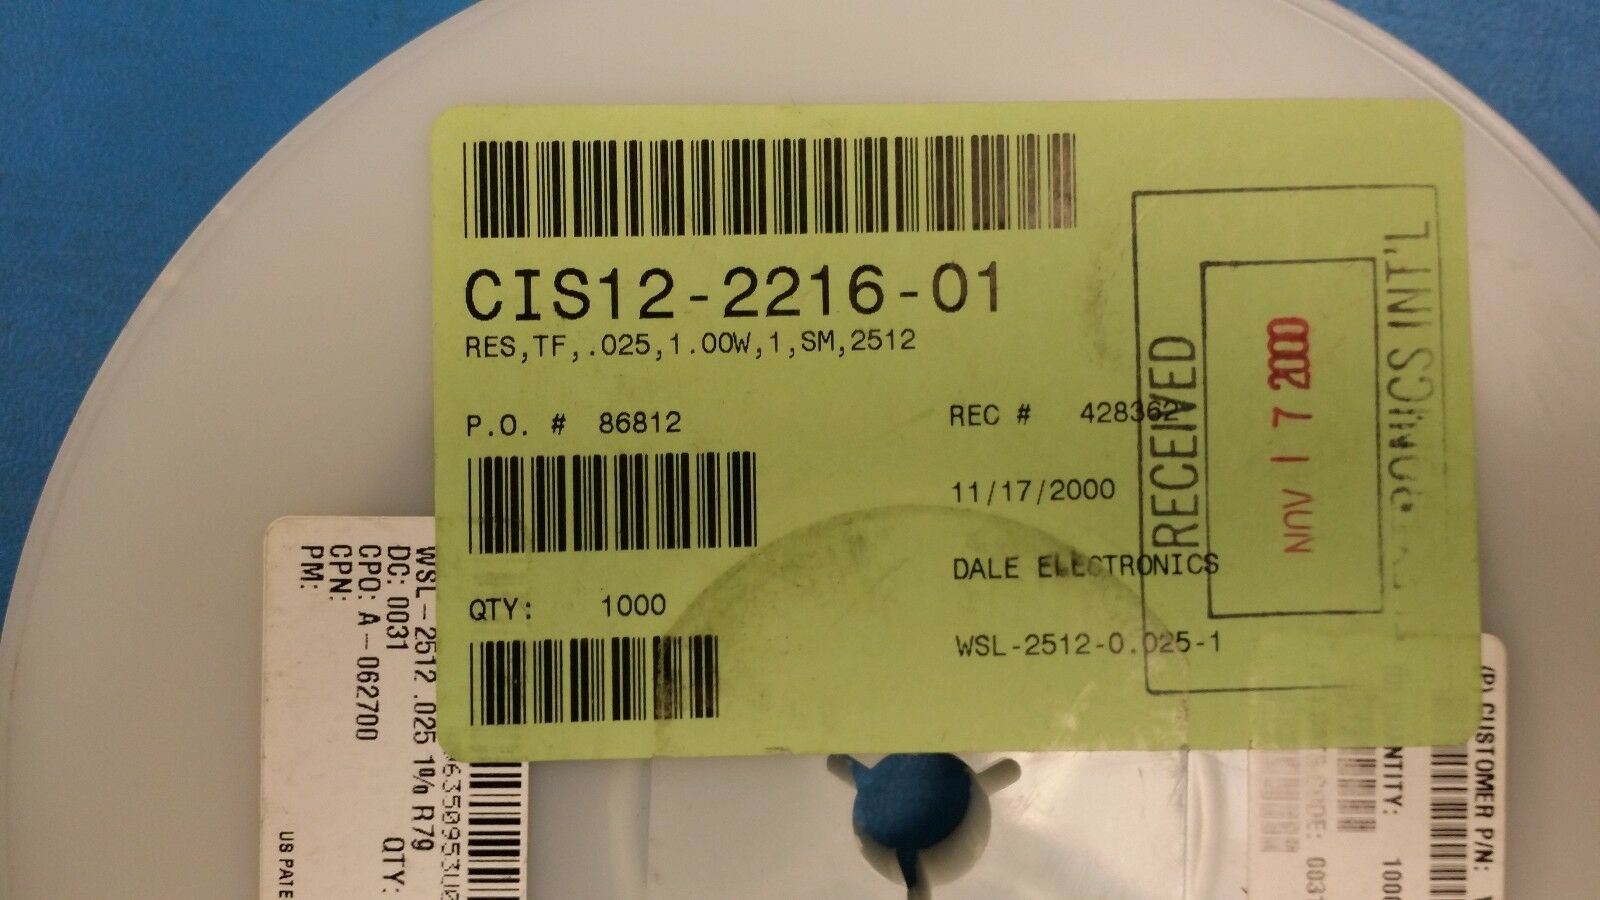 CIS12-2216-01
RES,TF,.025,1.00W,1,SM,2512
P.O. # 86812
REC # 428362
11/17/2000
DALE ELECTRONICS
QTY: 1000
WSL-2512-0.025-1
RECEIVED
NOV 17 2000
INT'L
WSL-2512 .025 1% R79
DC: 0031
QTY:
CPO: A-062700
CPN:
PM:
US PATE
(P) CUSTOMER P/N:
NTITY: 100